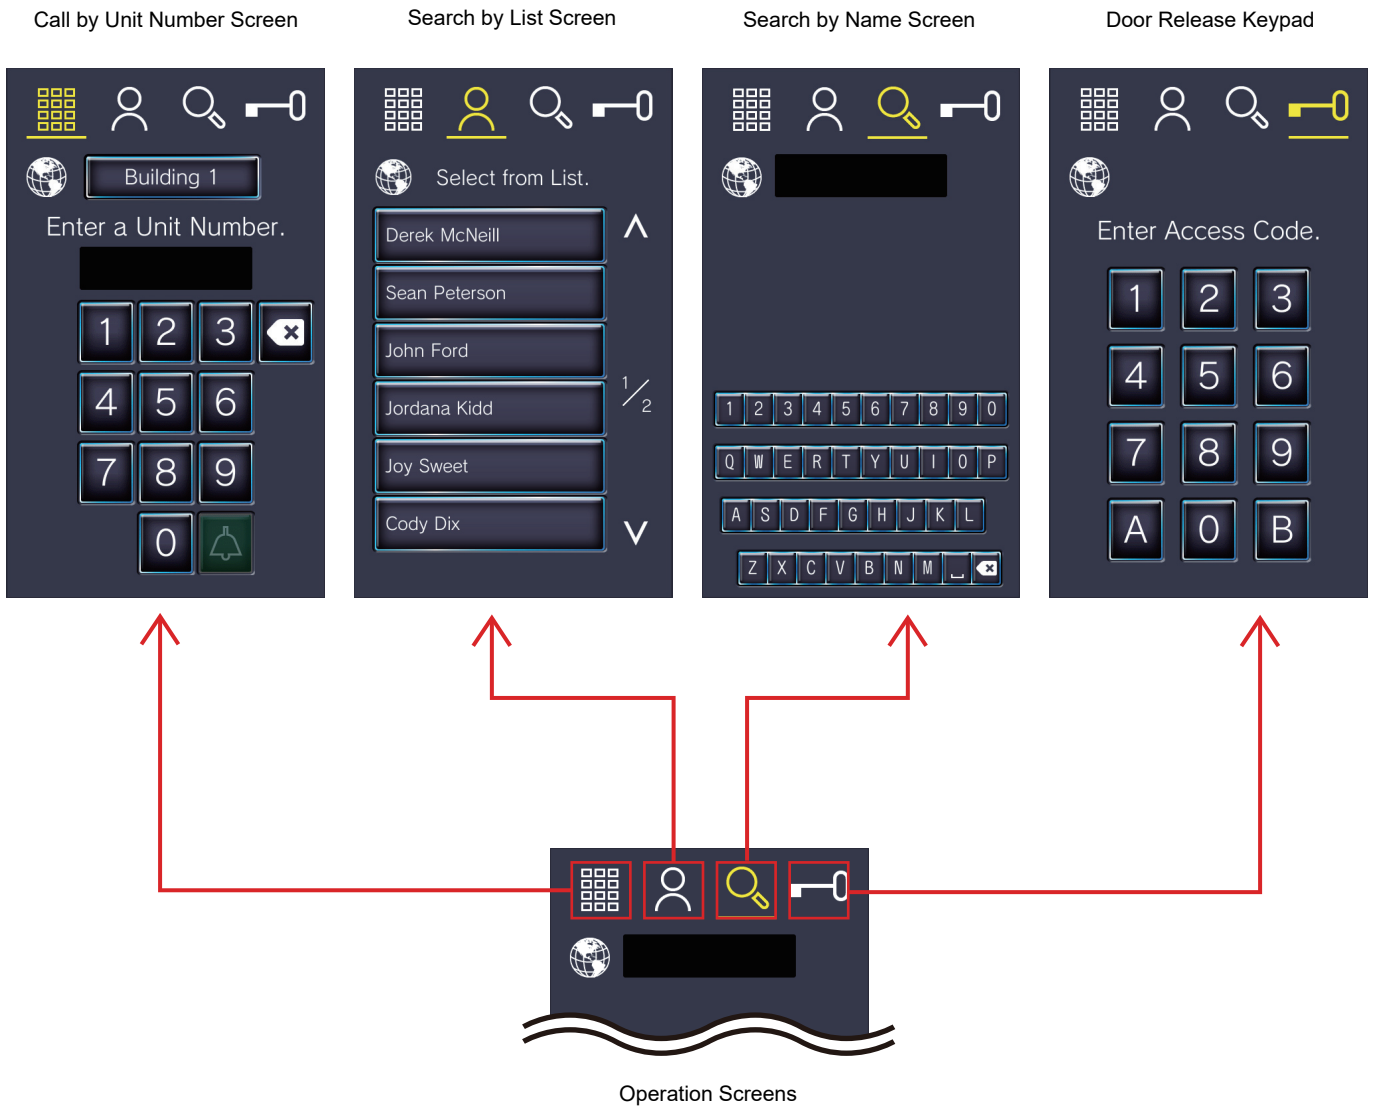 Call by Unit Number Screen
Search by List Screen
Search by Name Screen
Door Release Keypad
Building 1
Enter a Unit Number.
1 2 3
4 5 6
7 8 9
0
Select from List.
Derek McNeill
Sean Peterson
John Ford
Jordana Kidd
Joy Sweet
Cody Dix
1/2
1 2 3 4 5 6 7 8 9 0
Q W E R T Y U I O P
A S D F G H J K L
Z X C V B N M
Enter Access Code.
1 2 3
4 5 6
7 8 9
A 0 B
Operation Screens